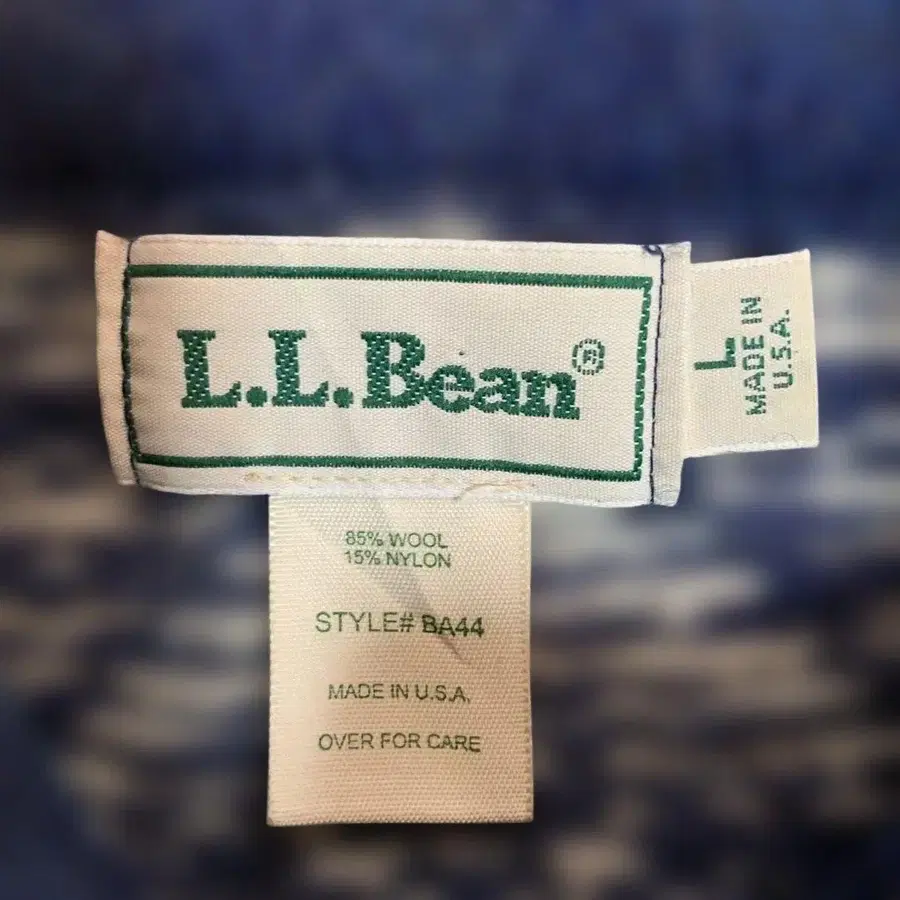 L.L.Bean®
L
MADE IN
U.S.A.
85% WOOL
15% NYLON
STYLE# BA44
MADE IN U.S.A.
OVER FOR CARE